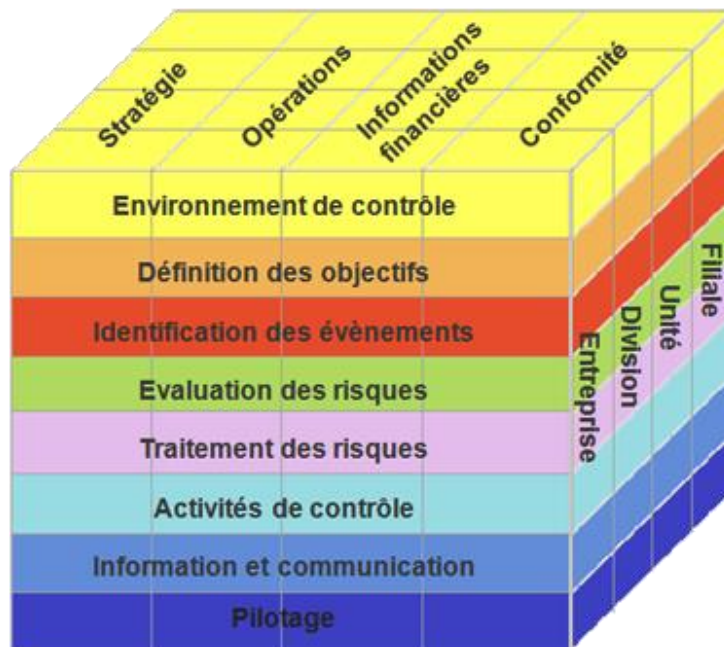 Stratégie
Opérations
Informations
financières
Conformité
Environnement de contrôle
Définition des objectifs
Identification des évènements
Evaluation des risques
Traitement des risques
Activités de contrôle
Information et communication
Pilotage
Entreprise
Division
Unité
Filiale